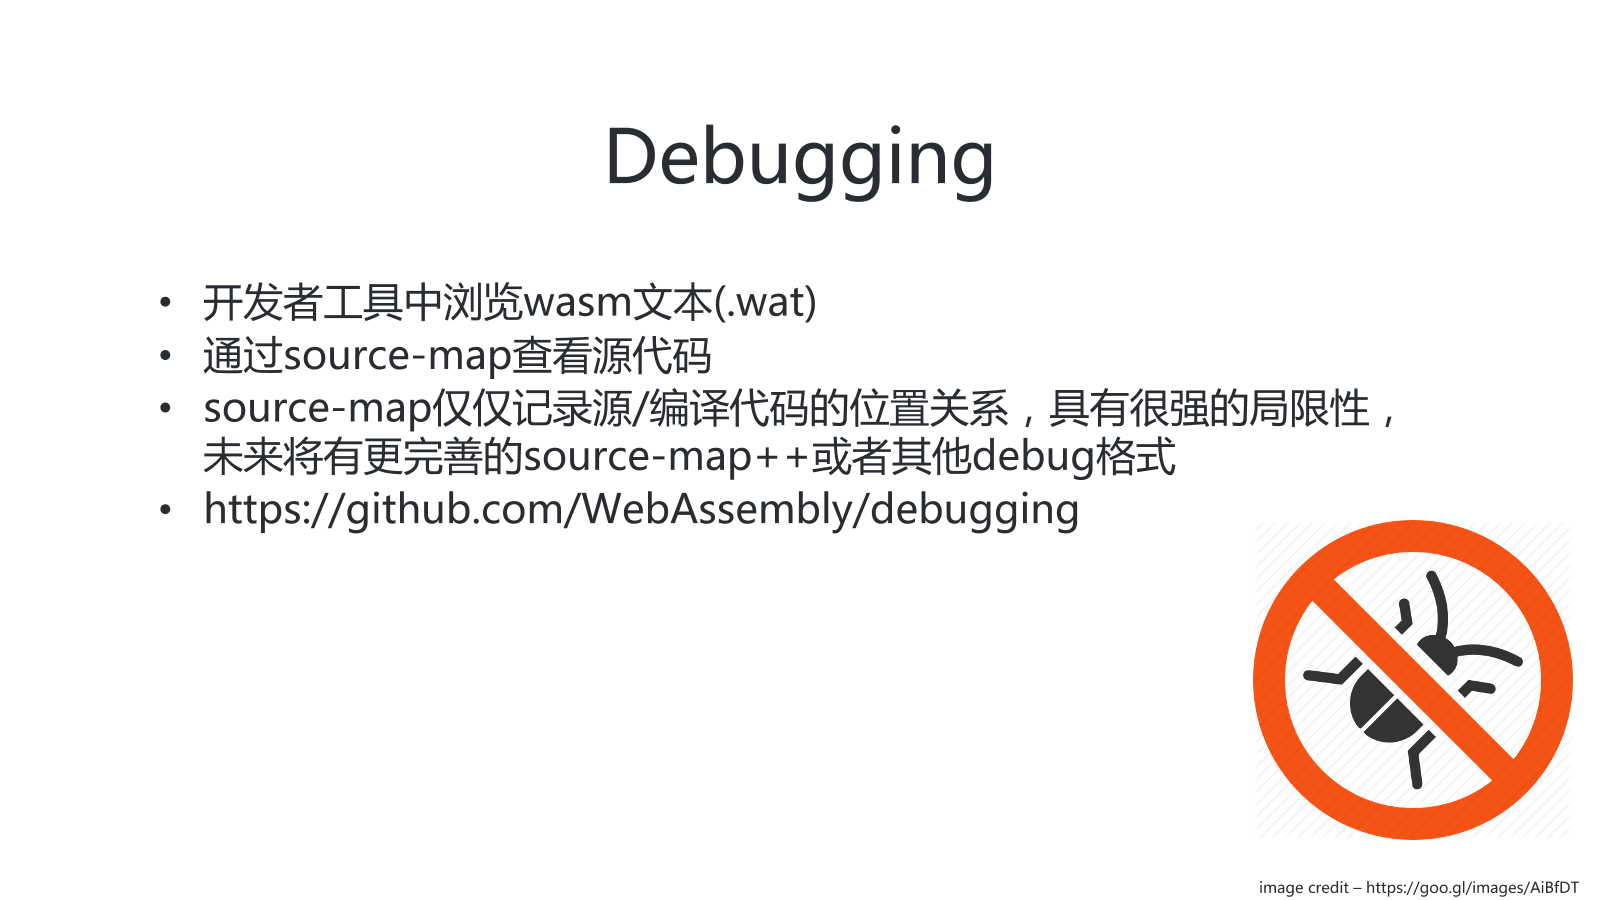 Debugging
• 开发者工具中浏览wasm文本(.wat)
• 通过source-map查看源代码
• source-map仅仅记录源/编译代码的位置关系，具有很强的局限性，
未来将有更完善的source-map++或者其他debug格式
• https://github.com/WebAssembly/debugging
image credit – https://goo.gl/images/AiBfDT